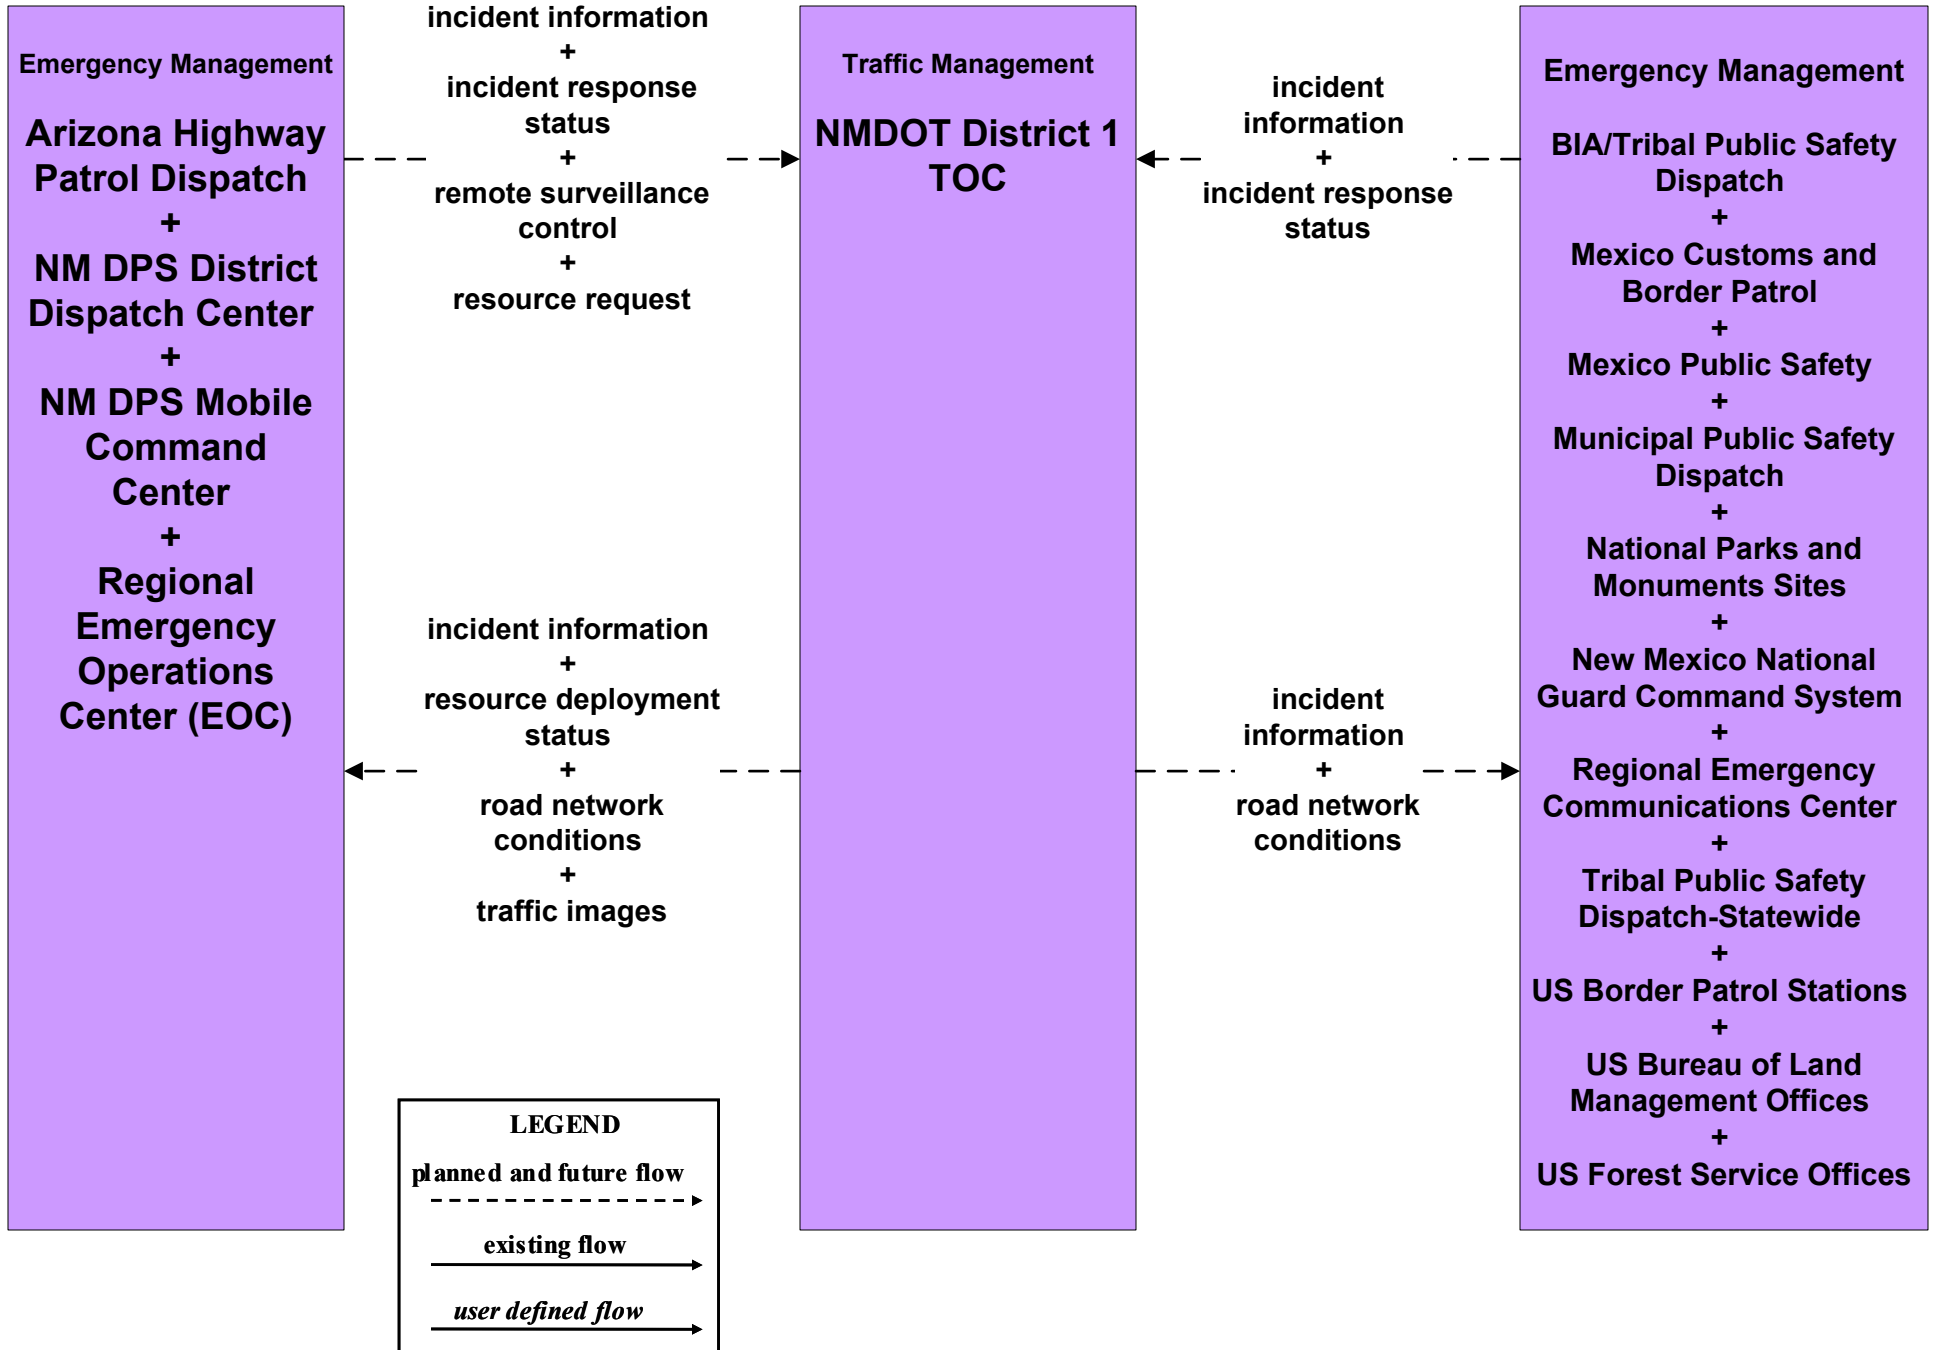 Emergency Management
Arizona Highway
Patrol Dispatch
+
NM DPS District
Dispatch Center
+
NM DPS Mobile
Command
Center
+
Regional
Emergency
Operations
Center (EOC)
incident information
+
incident response
status
+
remote surveillance
control
+
resource request
incident information
+
resource deployment
status
+
road network
conditions
+
traffic images
Traffic Management
NMDOT District 1
TOC
incident
information
+
incident response
status
incident
information
+
road network
conditions
Emergency Management
BIA/Tribal Public Safety
Dispatch
+
Mexico Customs and
Border Patrol
+
Mexico Public Safety
+
Municipal Public Safety
Dispatch
+
National Parks and
Monuments Sites
+
New Mexico National
Guard Command System
+
Regional Emergency
Communications Center
+
Tribal Public Safety
Dispatch-Statewide
+
US Border Patrol Stations
+
US Bureau of Land
Management Offices
+
US Forest Service Offices
LEGEND
planned and future flow
existing flow
user defined flow